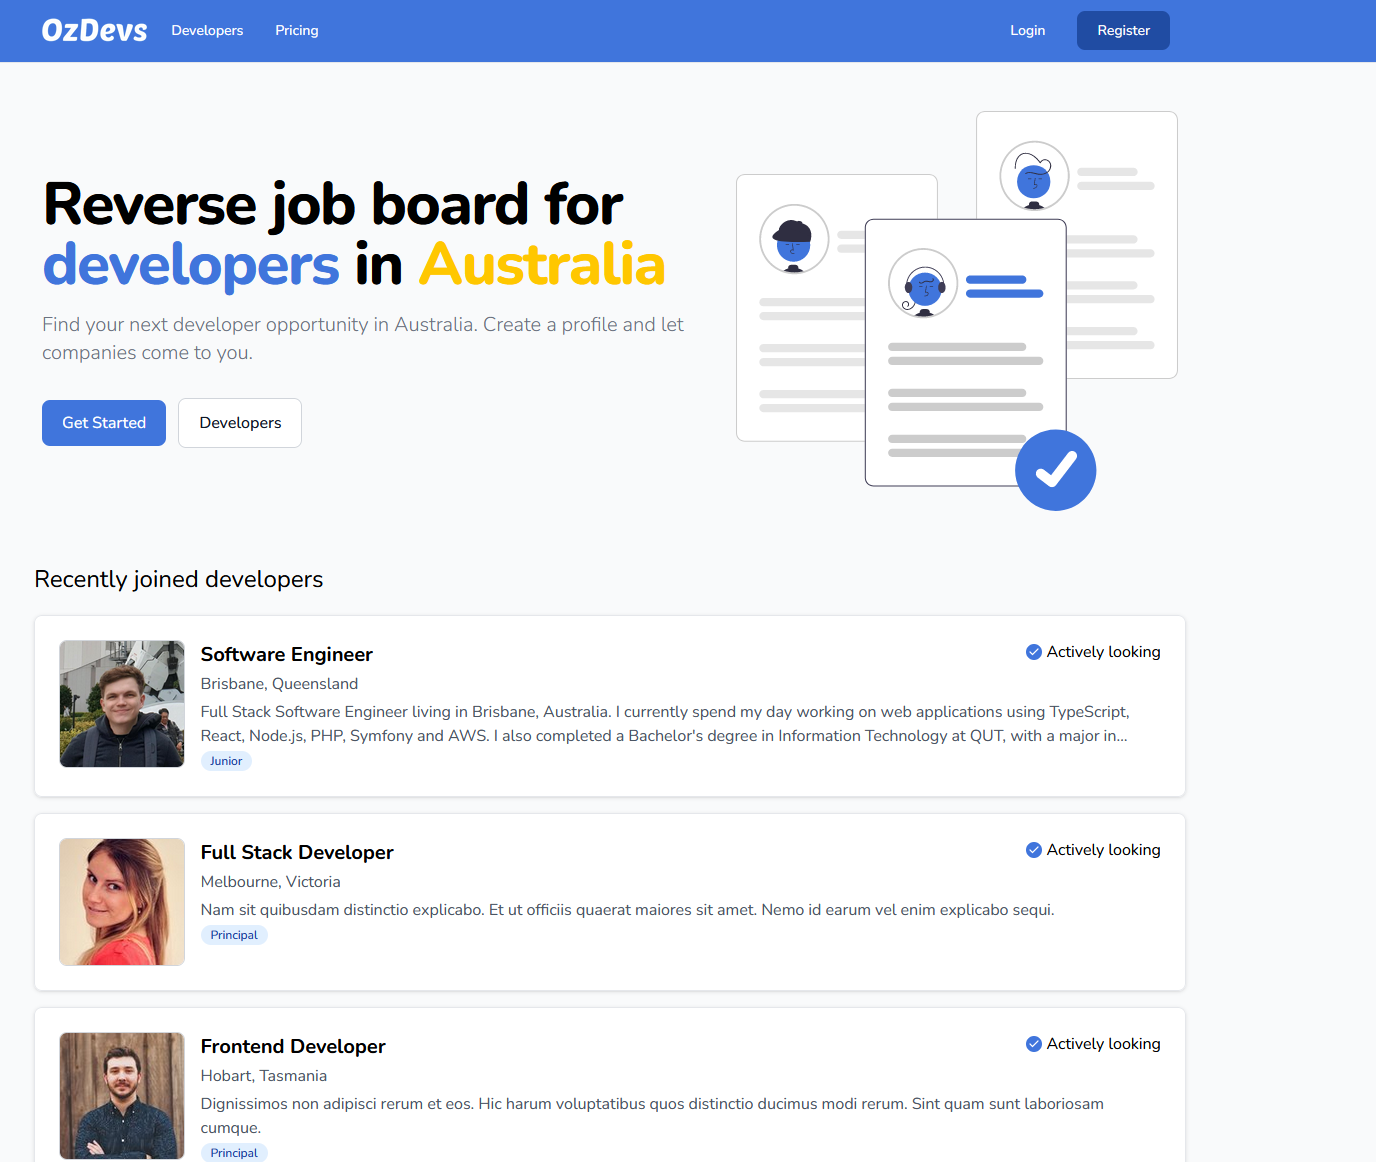 OzDevs Developers Pricing Login Register
Reverse job board for
developers in Australia
Find your next developer opportunity in Australia. Create a profile and let
companies come to you.
Get Started Developers
Recently joined developers
Software Engineer Actively looking
Brisbane, Queensland
Full Stack Software Engineer living in Brisbane, Australia. I currently spend my day working on web applications using TypeScript,
React, Node.js, PHP, Symfony and AWS. I also completed a Bachelor's degree in Information Technology at QUT, with a major in...
Junior
Full Stack Developer Actively looking
Melbourne, Victoria
Nam sit quibusdam distinctio explicabo. Et ut officiis quaerat maiores sit amet. Nemo id earum vel enim explicabo sequi.
Principal
Frontend Developer Actively looking
Hobart, Tasmania
Dignissimos non adipisci rerum et eos. Hic harum voluptatibus quos distinctio ducimus modi rerum. Sint quam sunt laboriosam
cumque.
Principal